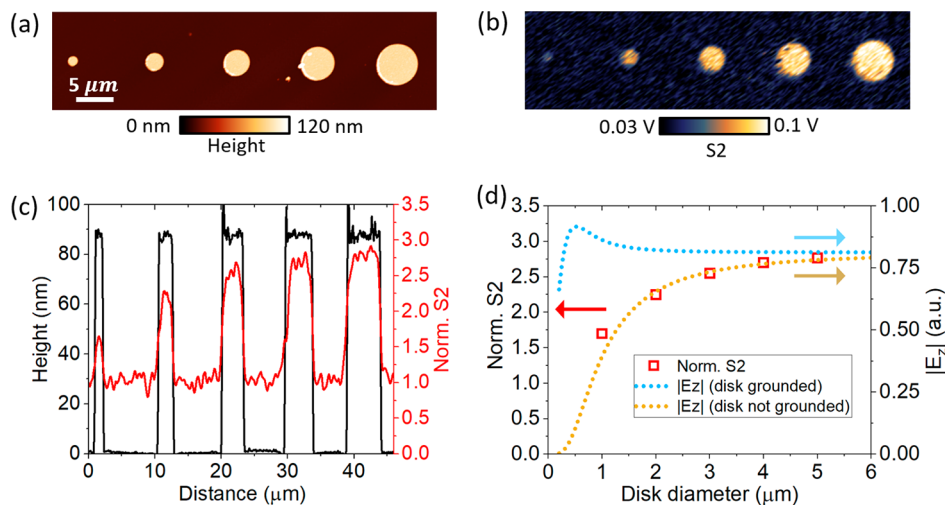 (a)
5 μm
0 nm
120 nm
Height
(b)
0.03 V
0.1 V
S2
(c)
100
80
60
40
20
0
Height (nm)
3.5
3.0
2.5
2.0
1.5
1.0
0.5
0.0
Norm. S2
0
10
20
30
40
Distance (μm)
(d)
3.5
3.0
2.5
2.0
1.5
1.0
0.5
0.0
Norm. S2
1.00
0.75
0.50
0.25
0.00
|Ez| (a.u.)
Norm. S2
|Ez| (disk grounded)
|Ez| (disk not grounded)
0
1
2
3
4
5
6
Disk diameter (μm)